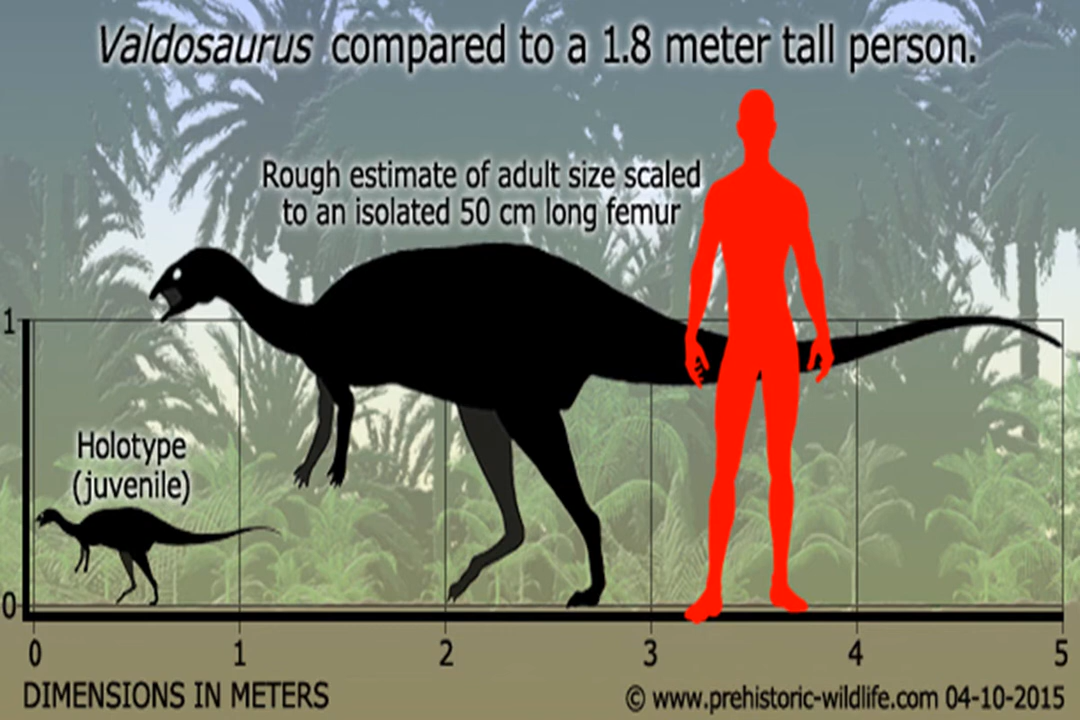 Valdosaurus compared to a 1.8 meter tall person.
Rough estimate of adult size scaled
to an isolated 50 cm long femur
1
Holotype
(juvenile)
0
0 1 2 3 4 5
DIMENSIONS IN METERS
© www.prehistoric-wildlife.com 04-10-2015